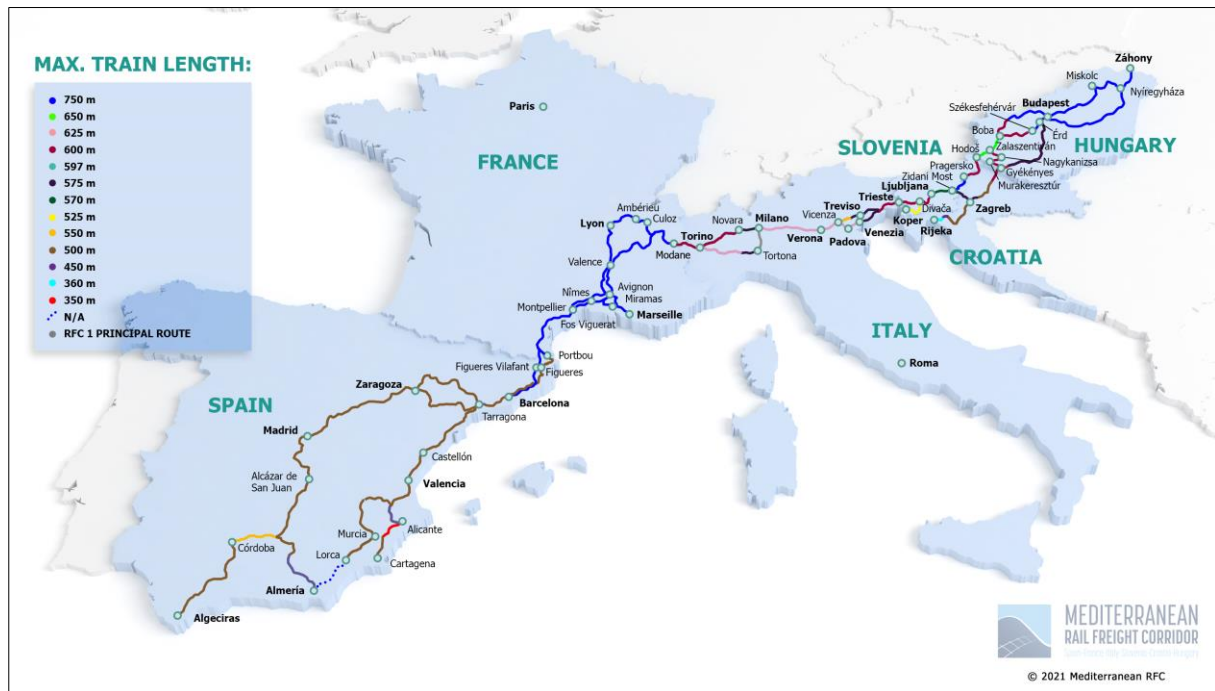 MAX. TRAIN LENGTH:
750 m
650 m
625 m
600 m
597 m
575 m
570 m
525 m
550 m
500 m
450 m
360 m
350 m
N/A
RFC 1 PRINCIPAL ROUTE
Záhony
Miskolc
Nyíregyháza
Székesfehérvár
Budapest
Boba
Érd
SLOVENIA
HUNGARY
Hodoš
Zalaszentiván
Pragersko
Nagykanizsa
Zidani Most
Gyékényes
Murakeresztúr
Ljubljana
Trieste
Treviso
Divača
Zagreb
Vicenza
Koper
Rijeka
Venezia
Padova
Verona
CROATIA
Paris
FRANCE
Ambérieu
Culoz
Lyon
Novara
Milano
Torino
Modane
Tortona
Valence
Avignon
Nîmes
Miramas
Montpellier
Marseille
Fos Viguerat
ITALY
Roma
Portbou
Figueres Vilafant
Figueres
Zaragoza
Barcelona
SPAIN
Tarragona
Madrid
Castellón
Alcázar de
San Juan
Valencia
Murcia
Alicante
Córdoba
Lorca
Cartagena
Almería
Algeciras
MEDITERRANEAN
RAIL FREIGHT CORRIDOR
© 2021 Mediterranean RFC